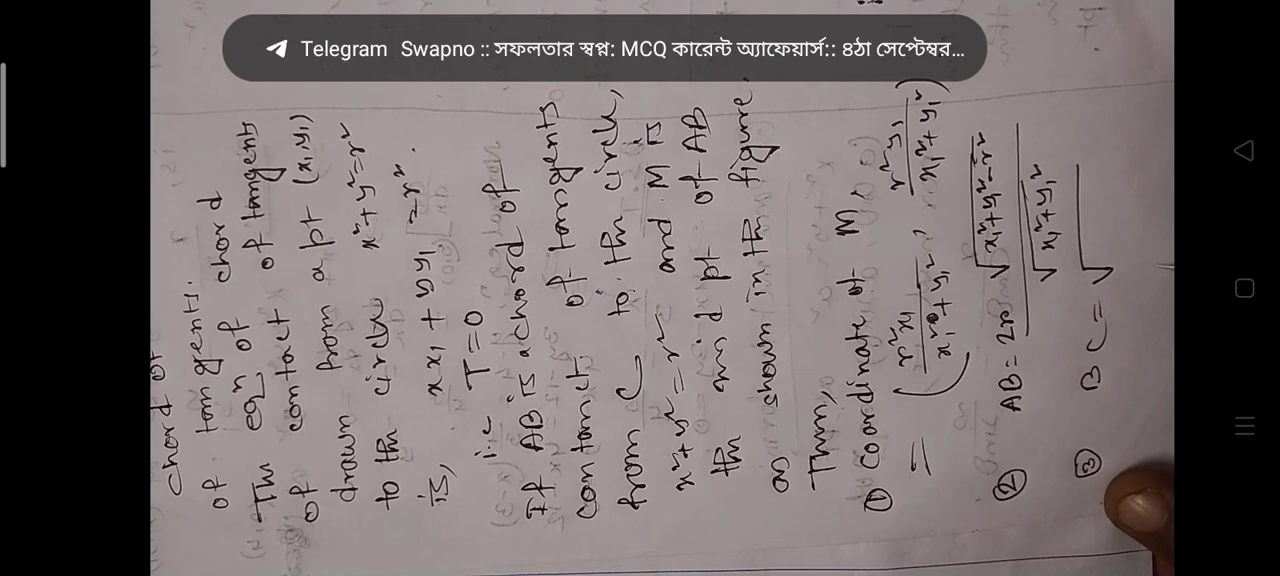 Telegram Swapno :: সফলতার স্বপ্ন: MCQ কারেন্ট অ্যাফেয়ার্স:: ৪ঠা সেপ্টেম্বর…
chord of
of tangents. chord
The eqn of of tangents
of contact a pt (x₁, y₁)
drawn from x²+y²=r²
to the circle
is, xx₁ + yy₁ = r².
i.e T=0
If AB is a chord of
contanct of tangents
from C to the circle,
x²+y²=r² and M is
the mid pt of AB
as shown in the figure.
Then,
① coordinate of M,
= (r²x₁/x₁²+y₁², r²y₁/x₁²+y₁²)
② AB = 2r√x₁²+y₁²-r²/√x₁²+y₁²
③ BC = √